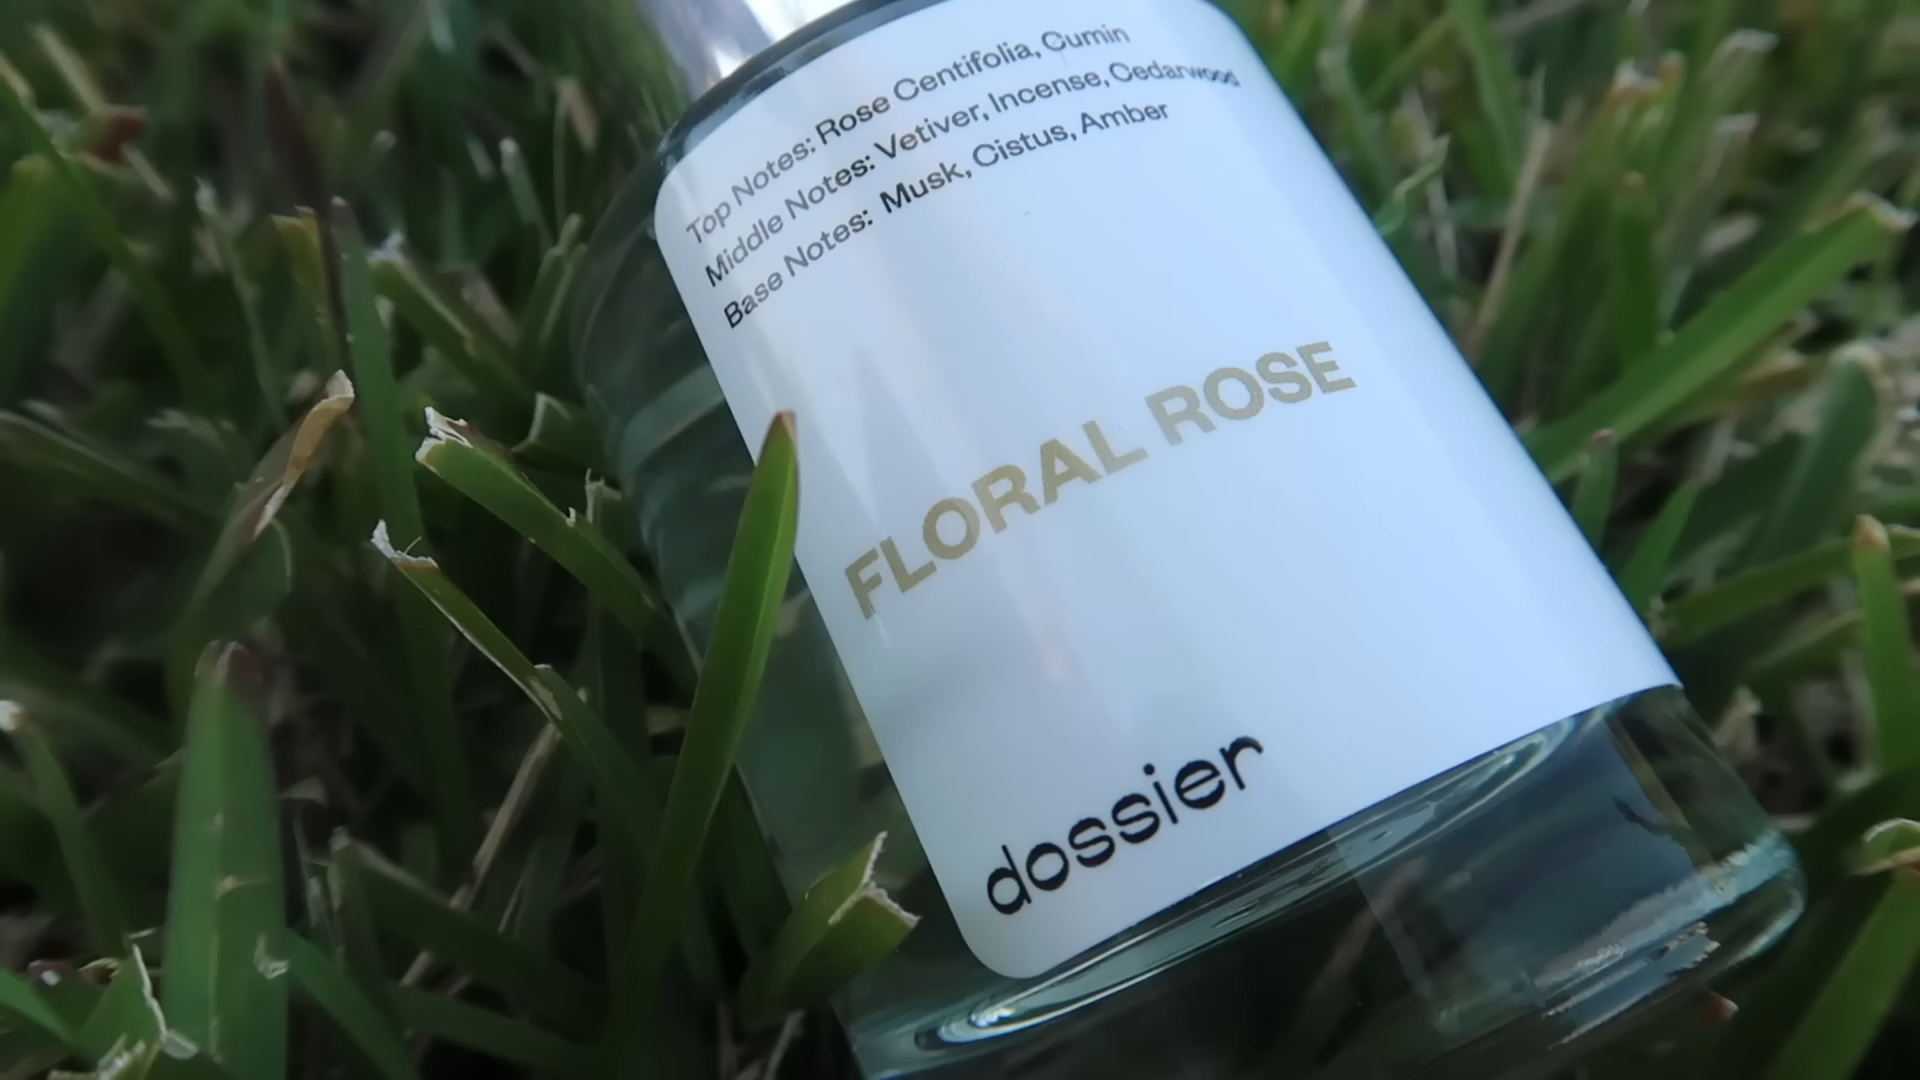 Top Notes: Rose Centifolia, Cumin
Middle Notes: Vetiver, Incense, Cedarwood
Base Notes: Musk, Cistus, Amber
FLORAL ROSE
dossier